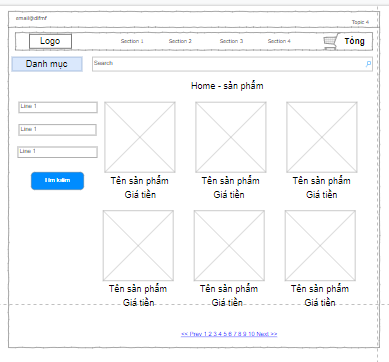 email@dlfmf
Topic 4
Logo
Section 1 Section 2 Section 3 Section 4
Tổng
Danh mục
Search
Home - sản phẩm
Line 1
Line 1
Line 1
Tìm kiếm
Tên sản phẩm Tên sản phẩm Tên sản phẩm
Giá tiền Giá tiền Giá tiền
Tên sản phẩm Tên sản phẩm Tên sản phẩm
Giá tiền Giá tiền Giá tiền
<< Prev 1 2 3 4 5 6 7 8 9 10 Next >>